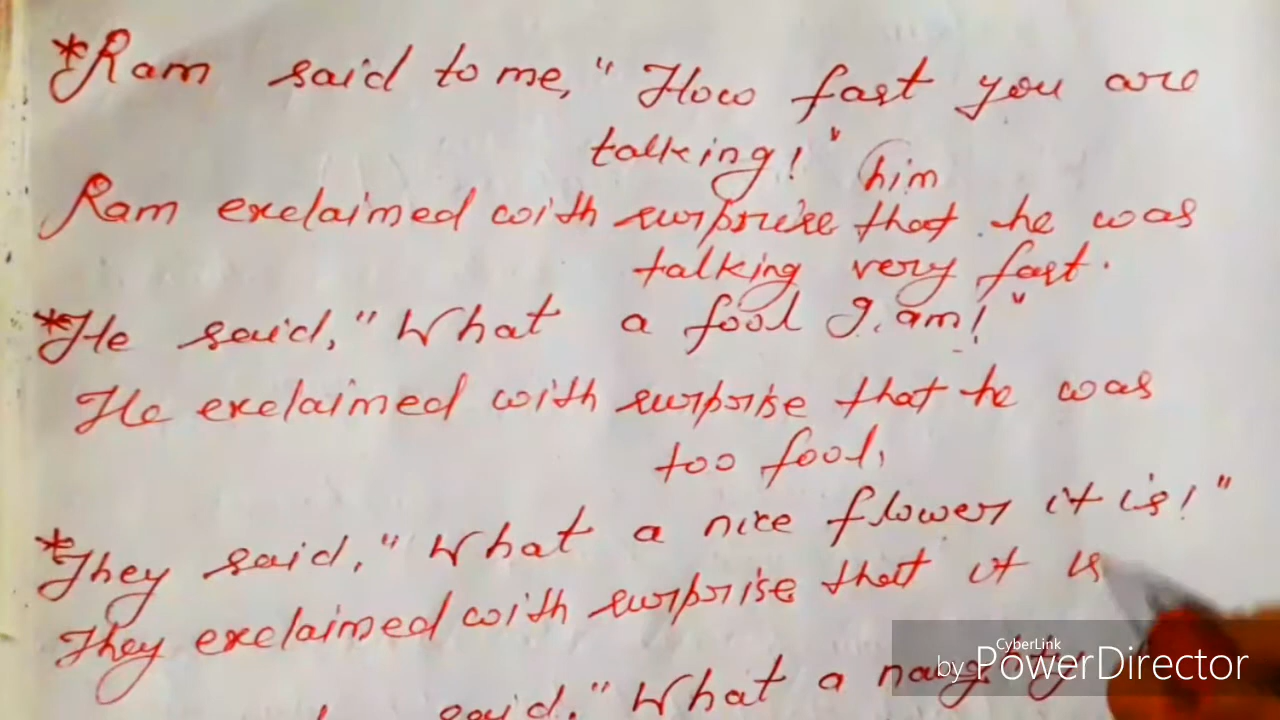 *Ram said to me, "How fast you are
talking!"
him
Ram exclaimed with surprise that he was
talking very fast.
*He said, "What a fool I am!"
He exclaimed with surprise that he was
too fool,
*They said, "What a nice flower it is!"
They exclaimed with surprise that it is
said, "What a naughty
CyberLink
by PowerDirector